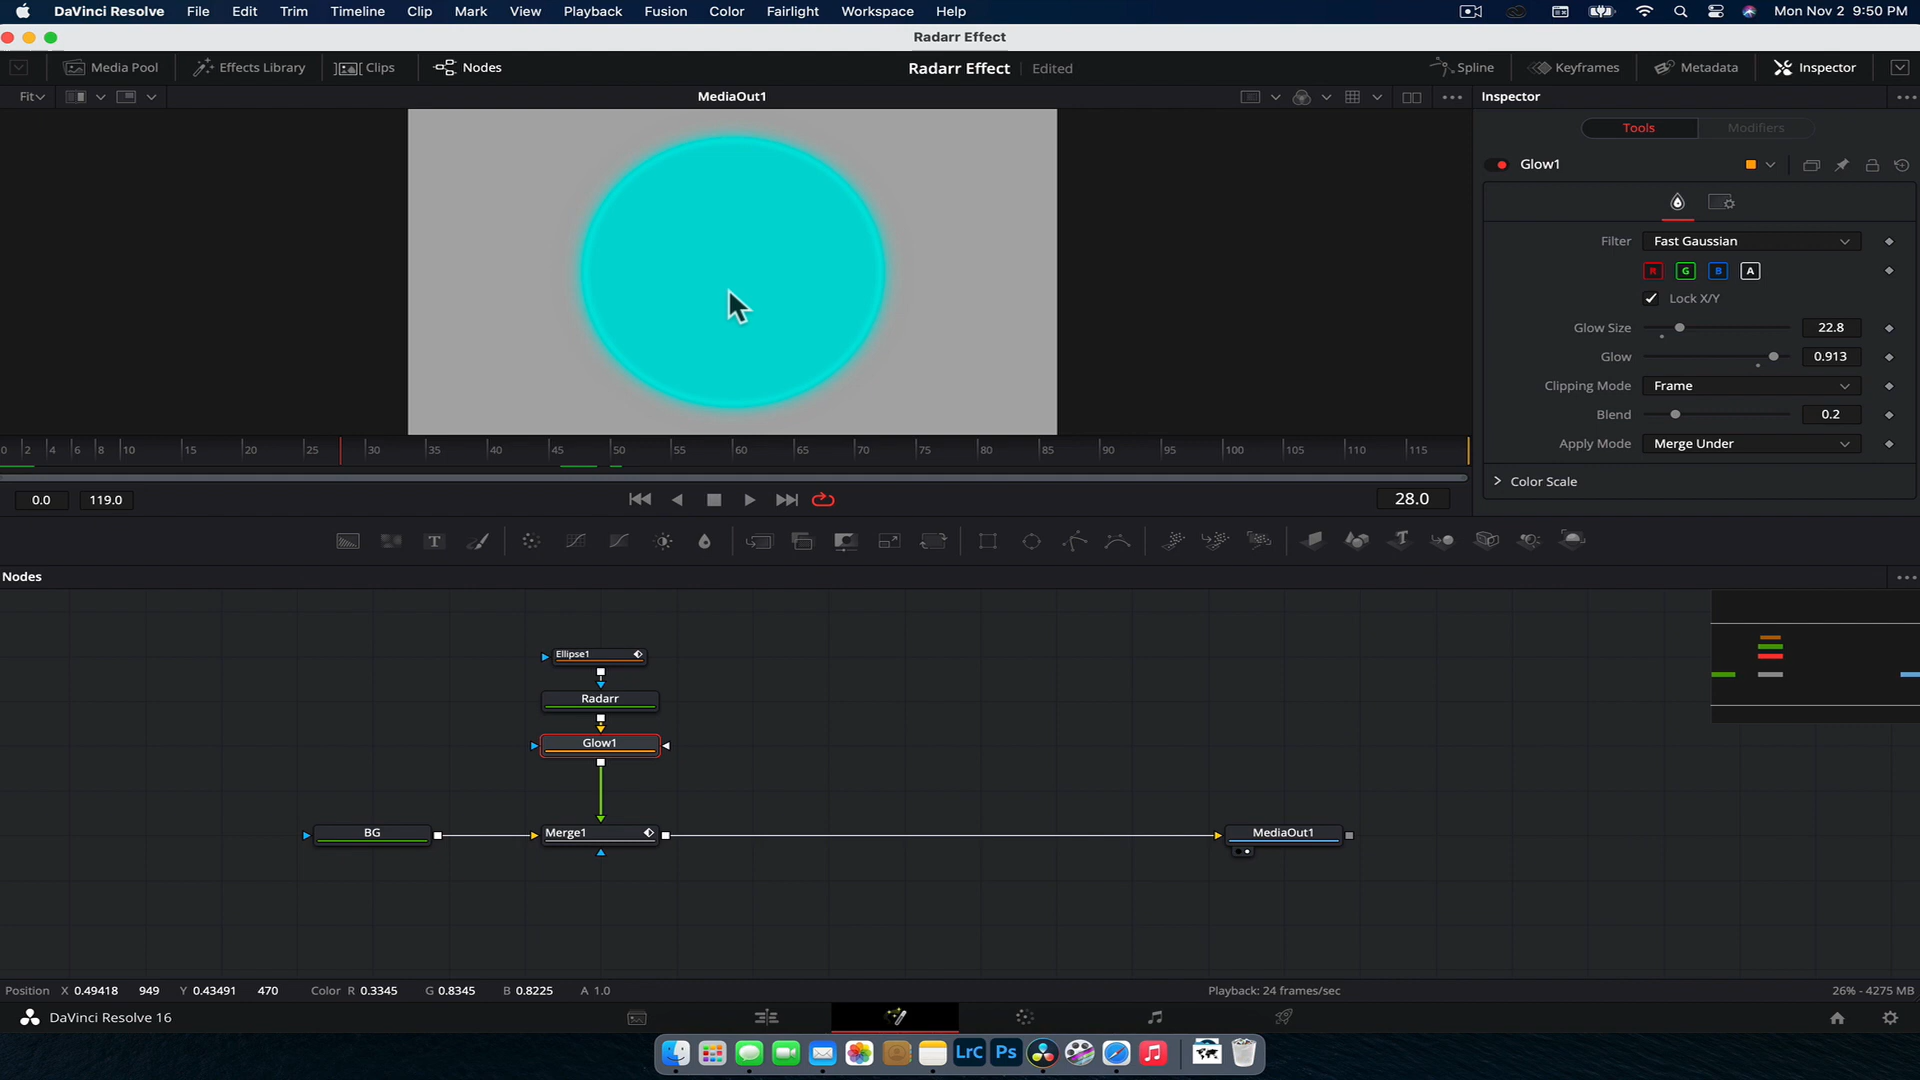 DaVinci Resolve File Edit Trim Timeline Clip Mark View Playback Fusion Color Fairlight Workspace Help Mon Nov 2 9:50 PM
Radarr Effect
Media Pool Effects Library Clips Nodes Radarr Effect Edited Spline Keyframes Metadata Inspector
Fit MediaOut1 Inspector
Tools Modifiers
Glow1
Filter Fast Gaussian
R G B A
Lock X/Y
Glow Size 22.8
Glow 0.913
Clipping Mode Frame
Blend 0.2
Apply Mode Merge Under
Color Scale
0 2 4 6 8 10 15 20 25 30 35 40 45 50 55 60 65 70 75 80 85 90 95 100 105 110 115
0.0 119.0 28.0
T
Nodes
Ellipse1
Radarr
Glow1
BG Merge1 MediaOut1
Position X 0.49418 949 Y 0.43491 470 Color R 0.3345 G 0.8345 B 0.8225 A 1.0 Playback: 24 frames/sec 26% - 4275 MB
DaVinci Resolve 16
LrC Ps